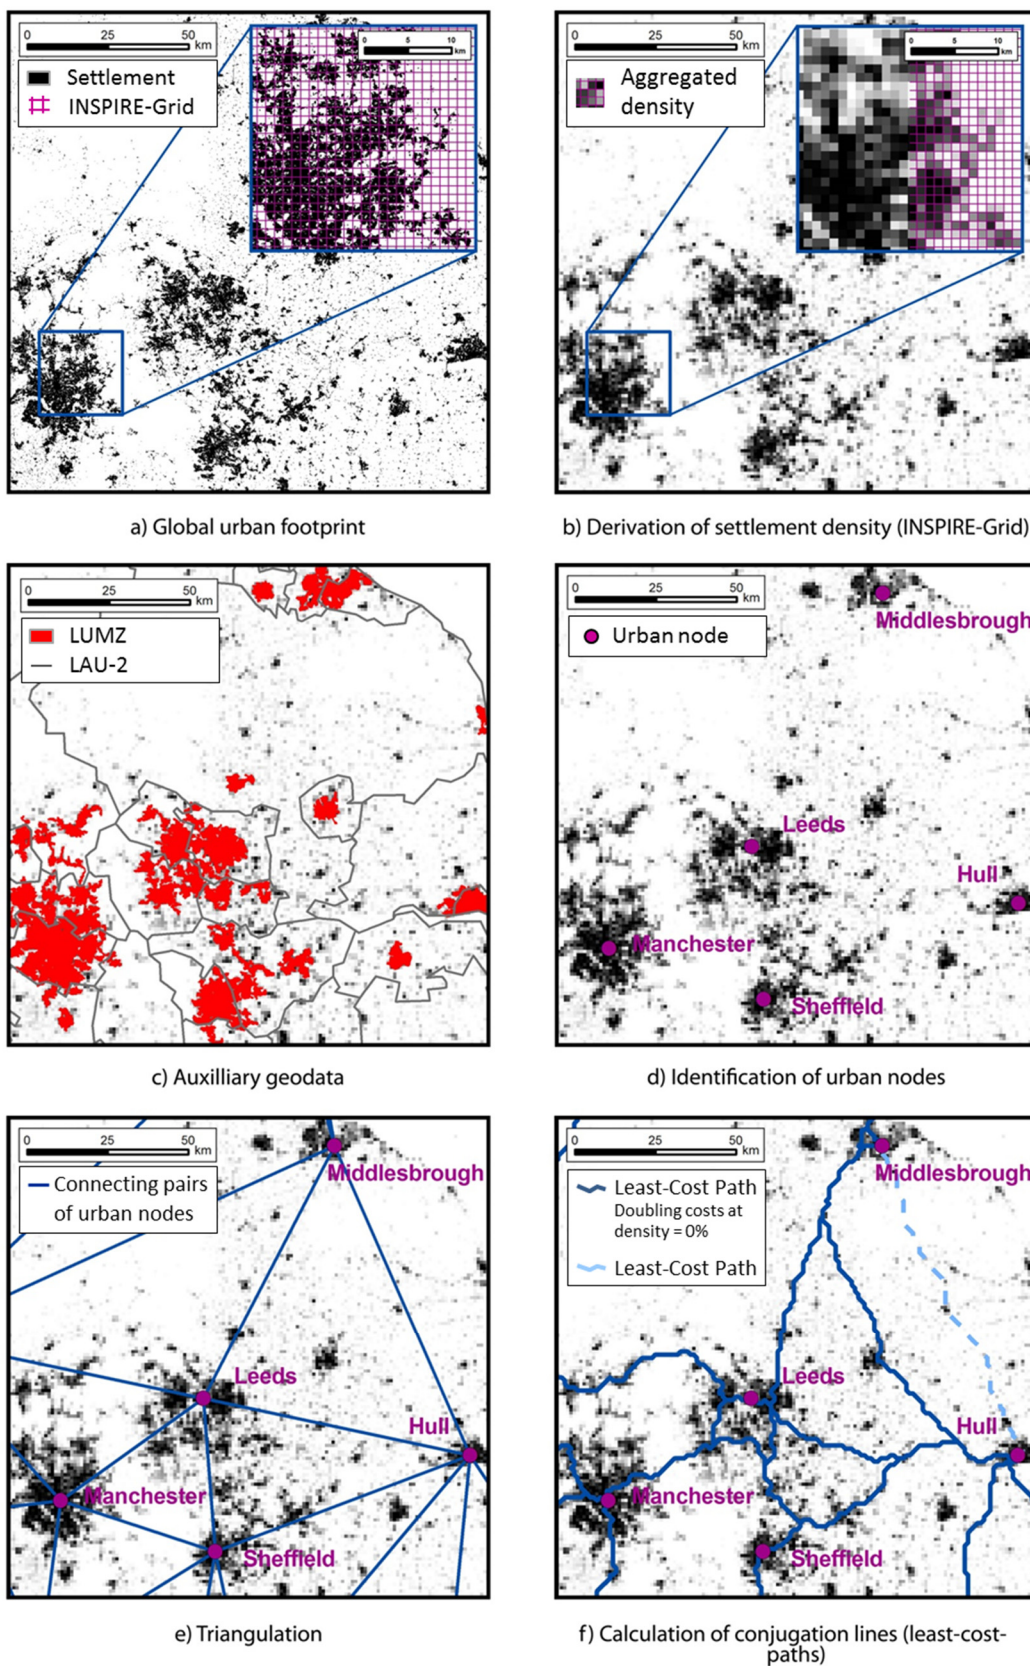 0 25 50
km
Settlement
INSPIRE-Grid
0 5 10
km
a) Global urban footprint
0 25 50
km
Aggregated
density
0 5 10
km
b) Derivation of settlement density (INSPIRE-Grid)
0 25 50
km
LUMZ
LAU-2
c) Auxilliary geodata
0 25 50
km
Urban node
Middlesbrough
Leeds
Hull
Manchester
Sheffield
d) Identification of urban nodes
0 25 50
km
Connecting pairs
of urban nodes
Middlesbrough
Leeds
Hull
Manchester
Sheffield
e) Triangulation
0 25 50
km
Least-Cost Path
Doubling costs at
density = 0%
Least-Cost Path
Middlesbrough
Leeds
Hull
Manchester
Sheffield
f) Calculation of conjugation lines (least-cost-
paths)